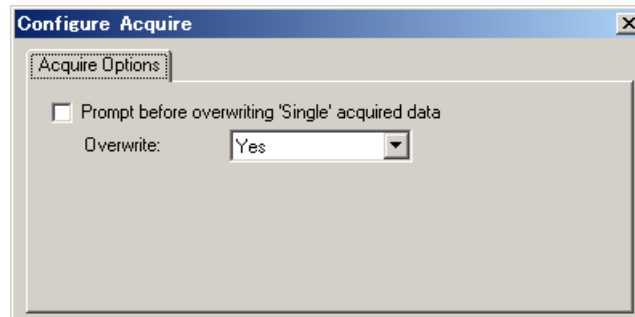 Configure Acquire
Acquire Options
Prompt before overwriting 'Single' acquired data
Overwrite:
Yes